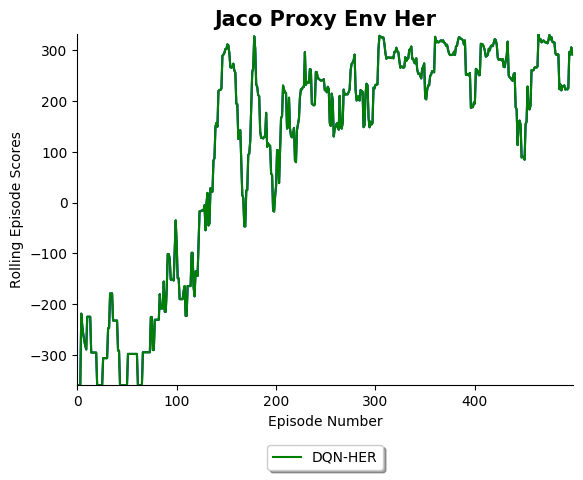 Jaco Proxy Env Her
Rolling Episode Scores
300
200
100
0
−100
−200
−300
0 100 200 300 400
Episode Number
DQN-HER